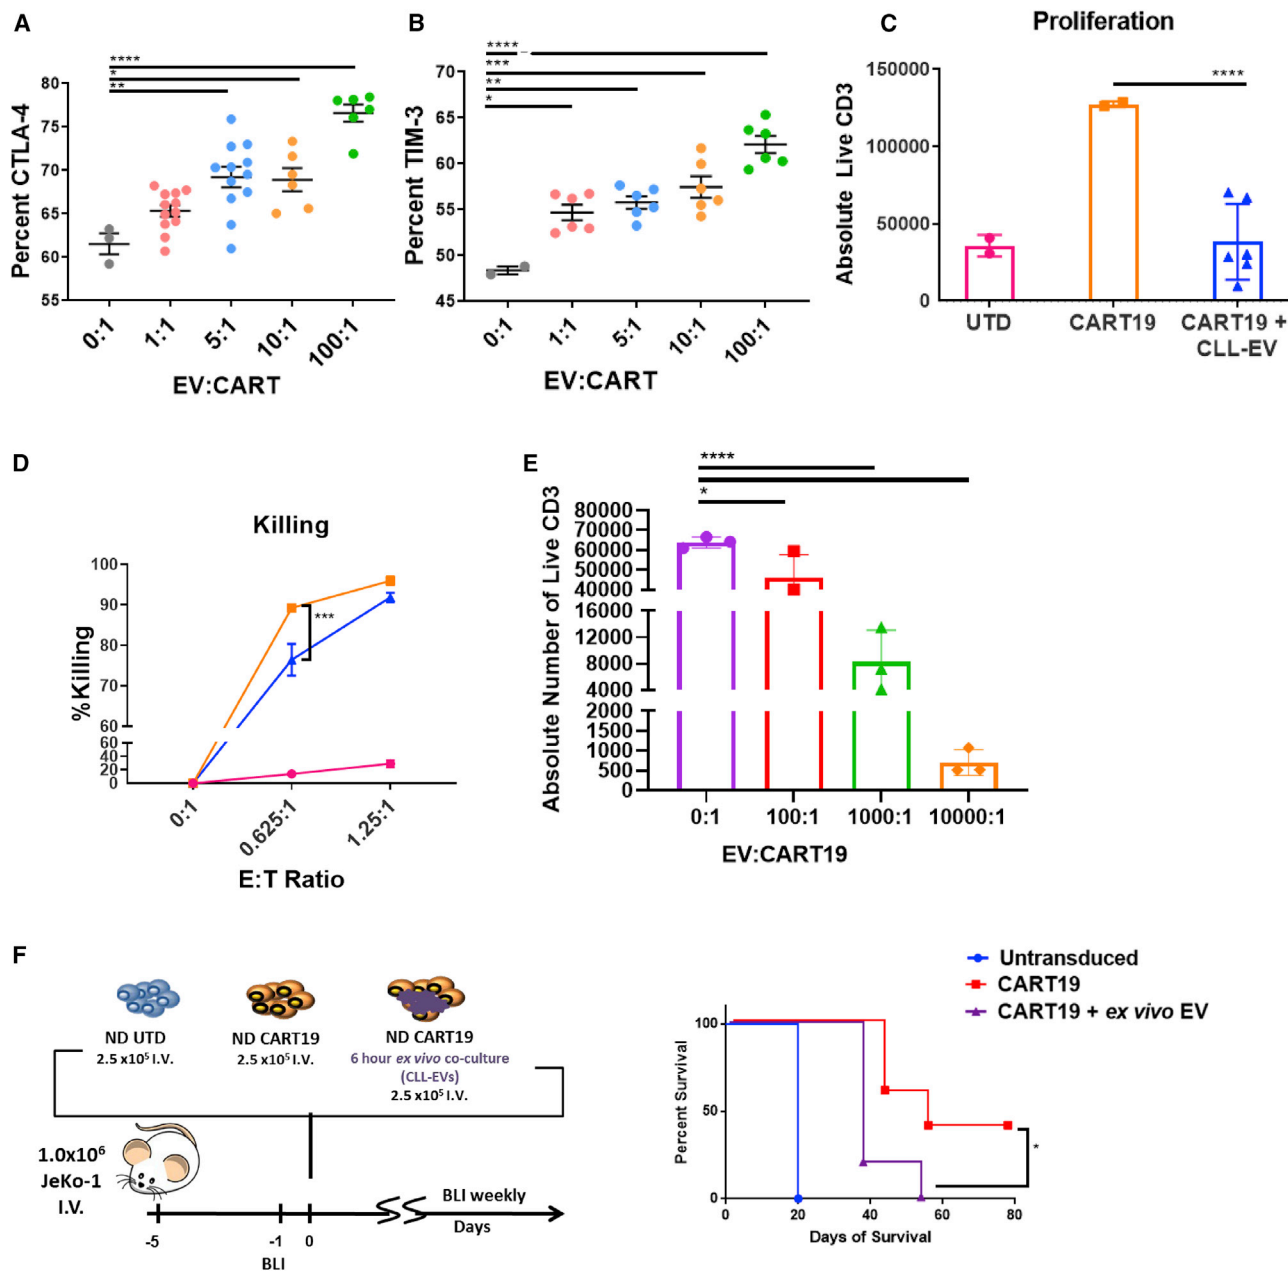 A
****
*
**
80
75
70
65
60
55
Percent CTLA-4
0:1
1:1
5:1
10:1
100:1
EV:CART
B
****
***
**
*
70
65
60
55
50
45
Percent TIM-3
0:1
1:1
5:1
10:1
100:1
EV:CART
C
Proliferation
****
150000
100000
50000
0
Absolute Live CD3
UTD
CART19
CART19 +
CLL-EV
D
Killing
100
90
80
70
60
60
40
20
0
%Killing
***
0:1
0.625:1
1.25:1
E:T Ratio
E
****
*
80000
70000
60000
50000
40000
16000
12000
8000
4000
2000
1500
1000
500
0
Absolute Number of Live CD3
0:1
100:1
1000:1
10000:1
EV:CART19
F
ND UTD
2.5 x10⁵ I.V.
ND CART19
2.5 x10⁵ I.V.
ND CART19
6 hour ex vivo co-culture
(CLL-EVs)
2.5 x10⁵ I.V.
1.0x10⁶
JeKo-1
I.V.
BLI weekly
Days
-5
-1
0
BLI
Untransduced
CART19
CART19 + ex vivo EV
100
50
0
Percent Survival
*
0
20
40
60
80
Days of Survival